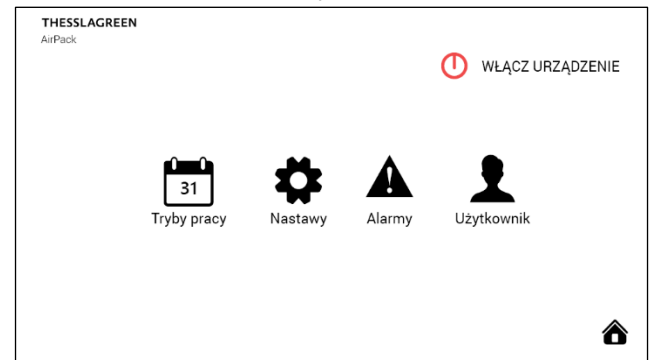 THESSLAGREEN
AirPack
WŁĄCZ URZĄDZENIE
31
Tryby pracy
Nastawy
Alarmy
Użytkownik